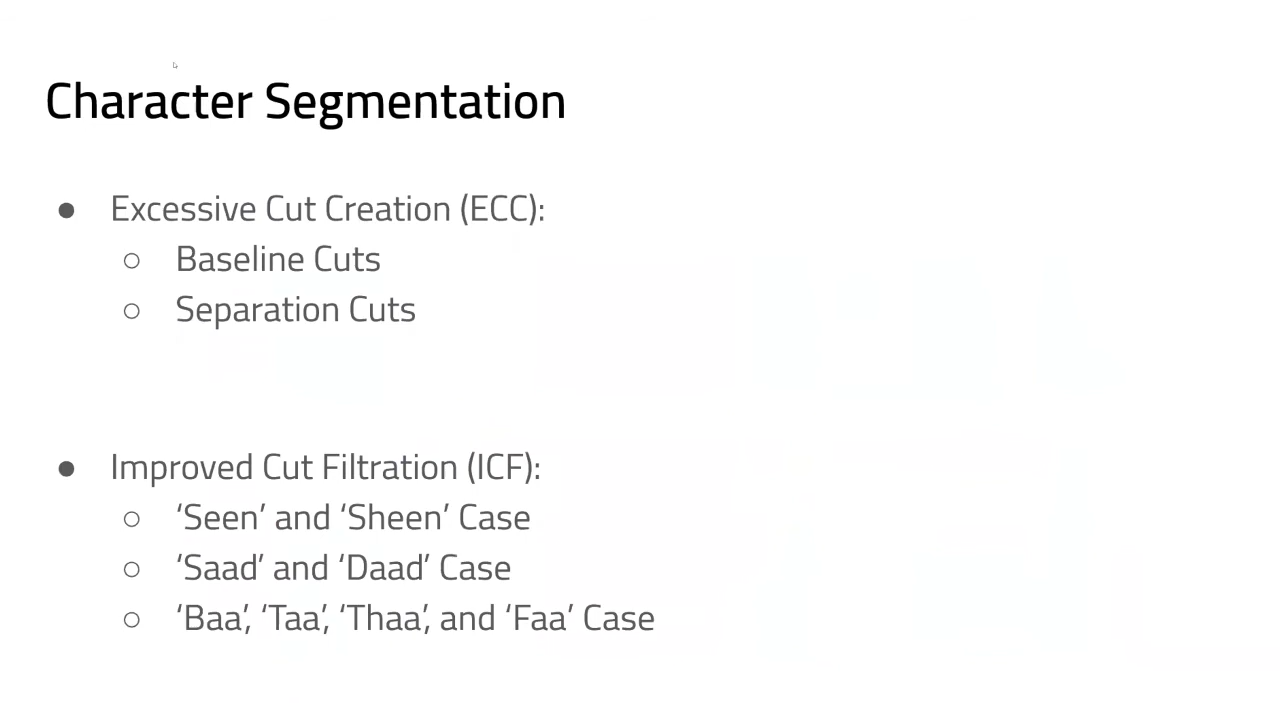 Character Segmentation
● Excessive Cut Creation (ECC):
○ Baseline Cuts
○ Separation Cuts
● Improved Cut Filtration (ICF):
○ ‘Seen’ and ‘Sheen’ Case
○ ‘Saad’ and ‘Daad’ Case
○ ‘Baa’, ‘Taa’, ‘Thaa’, and ‘Faa’ Case